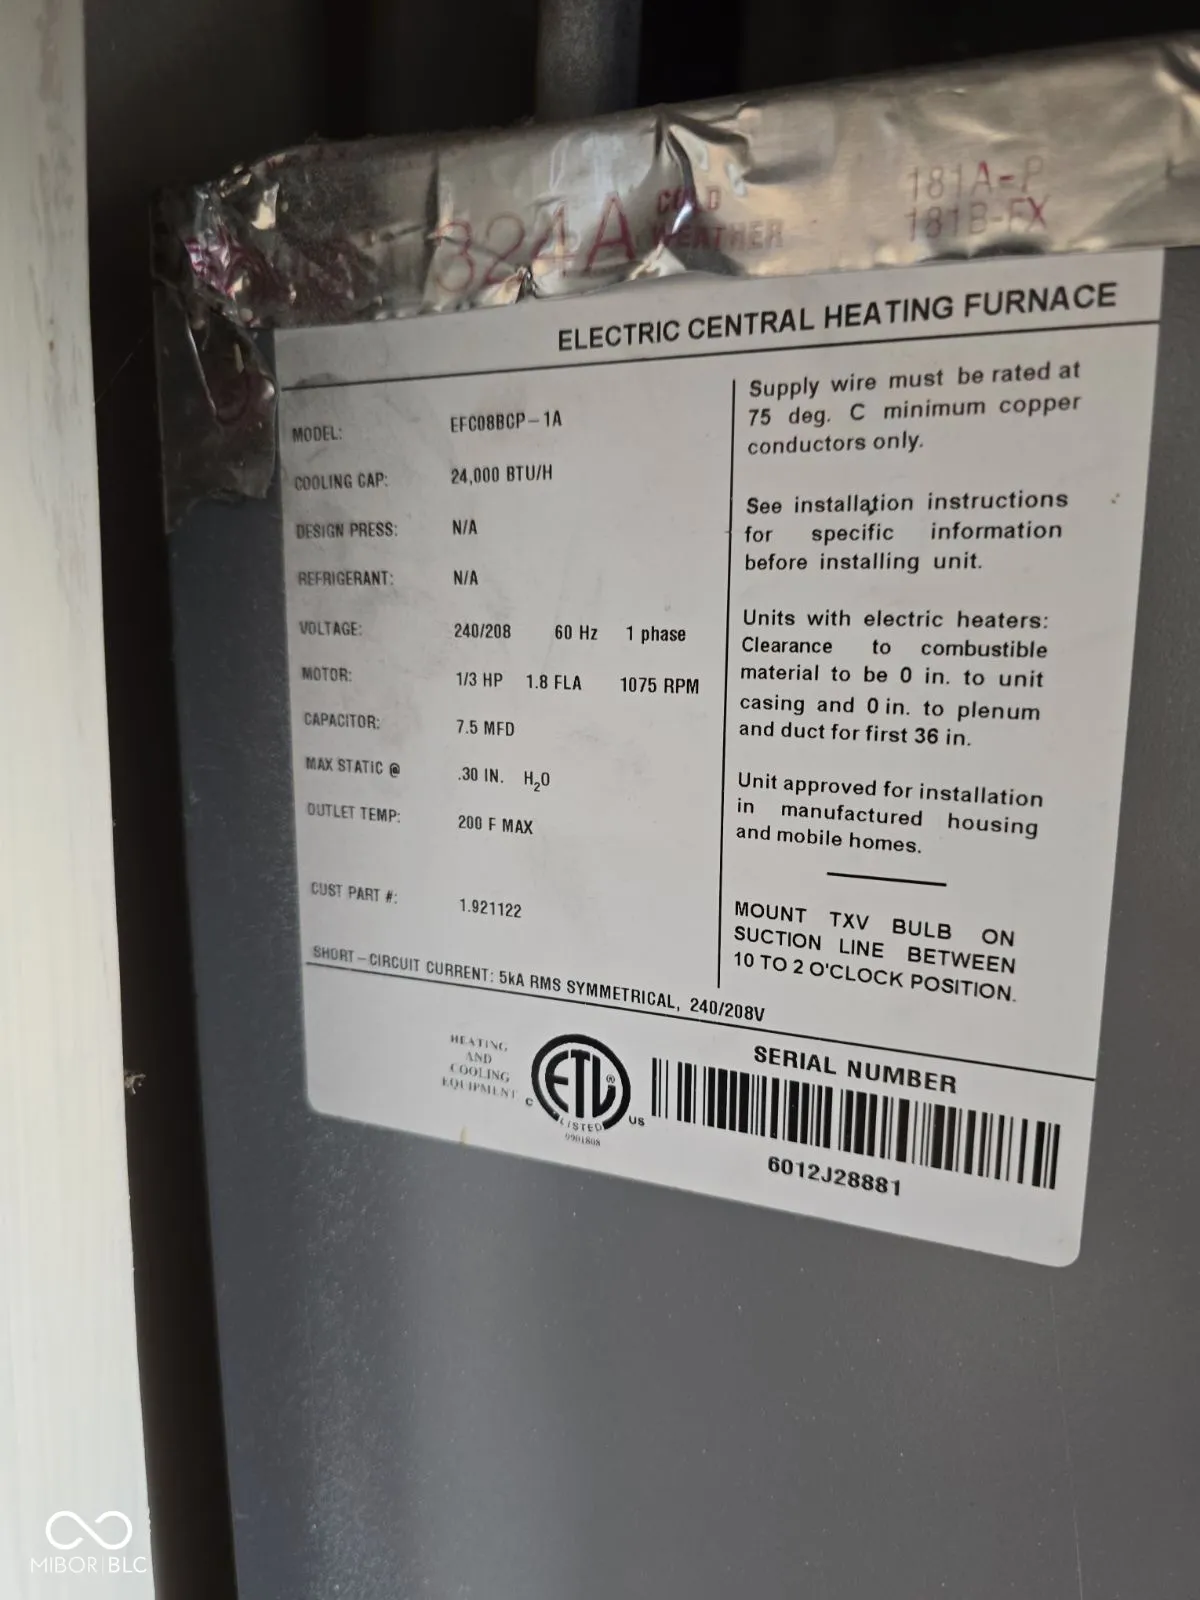 324A COLD WEATHER
181A-P
181B-FX
ELECTRIC CENTRAL HEATING FURNACE
MODEL: EFC08BCP-1A
COOLING CAP: 24,000 BTU/H
DESIGN PRESS: N/A
REFRIGERANT: N/A
VOLTAGE: 240/208 60 Hz 1 phase
MOTOR: 1/3 HP 1.8 FLA 1075 RPM
CAPACITOR: 7.5 MFD
MAX STATIC @ .30 IN. H₂O
OUTLET TEMP: 200 F MAX
CUST PART #: 1.921122
SHORT-CIRCUIT CURRENT: 5kA RMS SYMMETRICAL, 240/208V
Supply wire must be rated at
75 deg. C minimum copper
conductors only.
See installation instructions
for specific information
before installing unit.
Units with electric heaters:
Clearance to combustible
material to be 0 in. to unit
casing and 0 in. to plenum
and duct for first 36 in.
Unit approved for installation
in manufactured housing
and mobile homes.
MOUNT TXV BULB ON
SUCTION LINE BETWEEN
10 TO 2 O'CLOCK POSITION.
HEATING
AND
COOLING
EQUIPMENT
C ETL ® US
LISTED
9901808
SERIAL NUMBER
6012J28881
MIBOR BLC